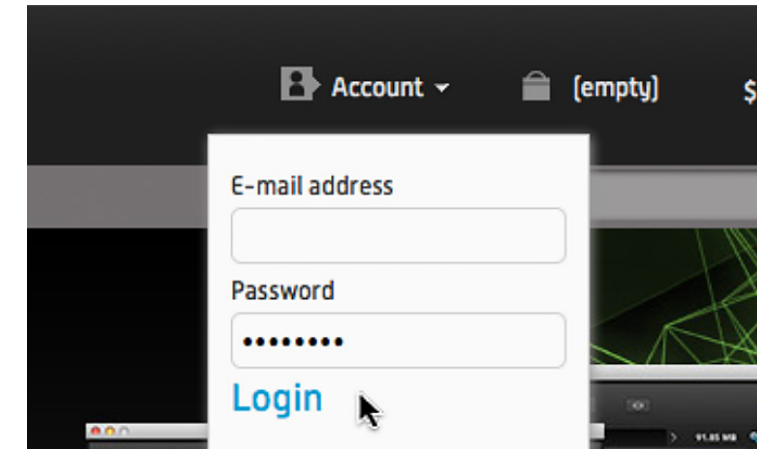 Account
(empty)
$
E-mail address
Password
••••••••
Login
91.85 MB